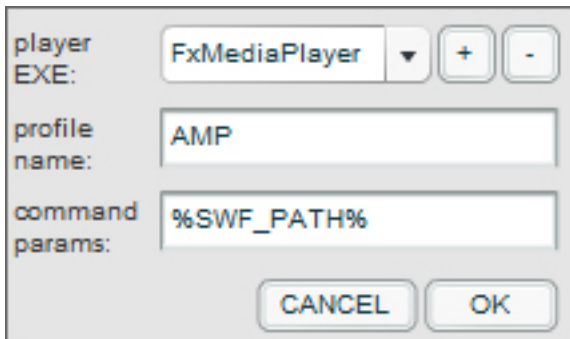 player EXE: FxMediaPlayer + -
profile name: AMP
command params: %SWF_PATH%
CANCEL OK